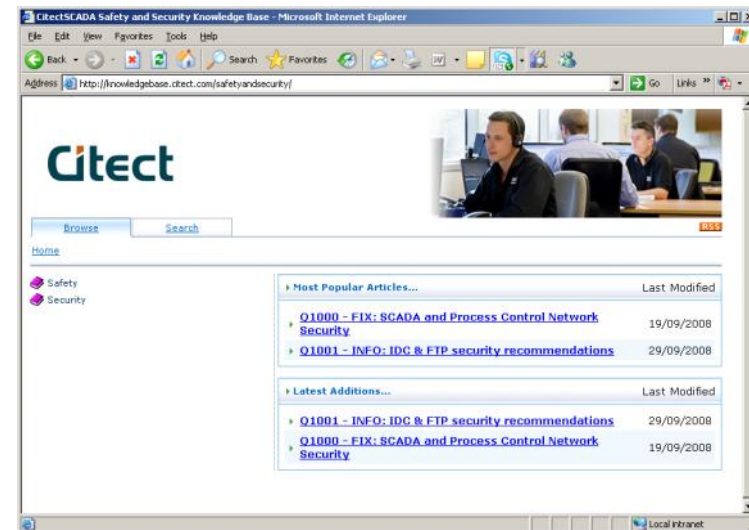 CitectSCADA Safety and Security Knowledge Base - Microsoft Internet Explorer
File Edit View Favorites Tools Help
Back Search Favorites
Address http://knowledgebase.citect.com/safetyandsecurity/ Go Links »
Citect
Browse Search RSS
Home
Safety
Security
Most Popular Articles... Last Modified
Q1000 - FIX: SCADA and Process Control Network
Security 19/09/2008
Q1001 - INFO: IDC & FTP security recommendations 29/09/2008
Latest Additions... Last Modified
Q1001 - INFO: IDC & FTP security recommendations 29/09/2008
Q1000 - FIX: SCADA and Process Control Network
Security 19/09/2008
Local intranet